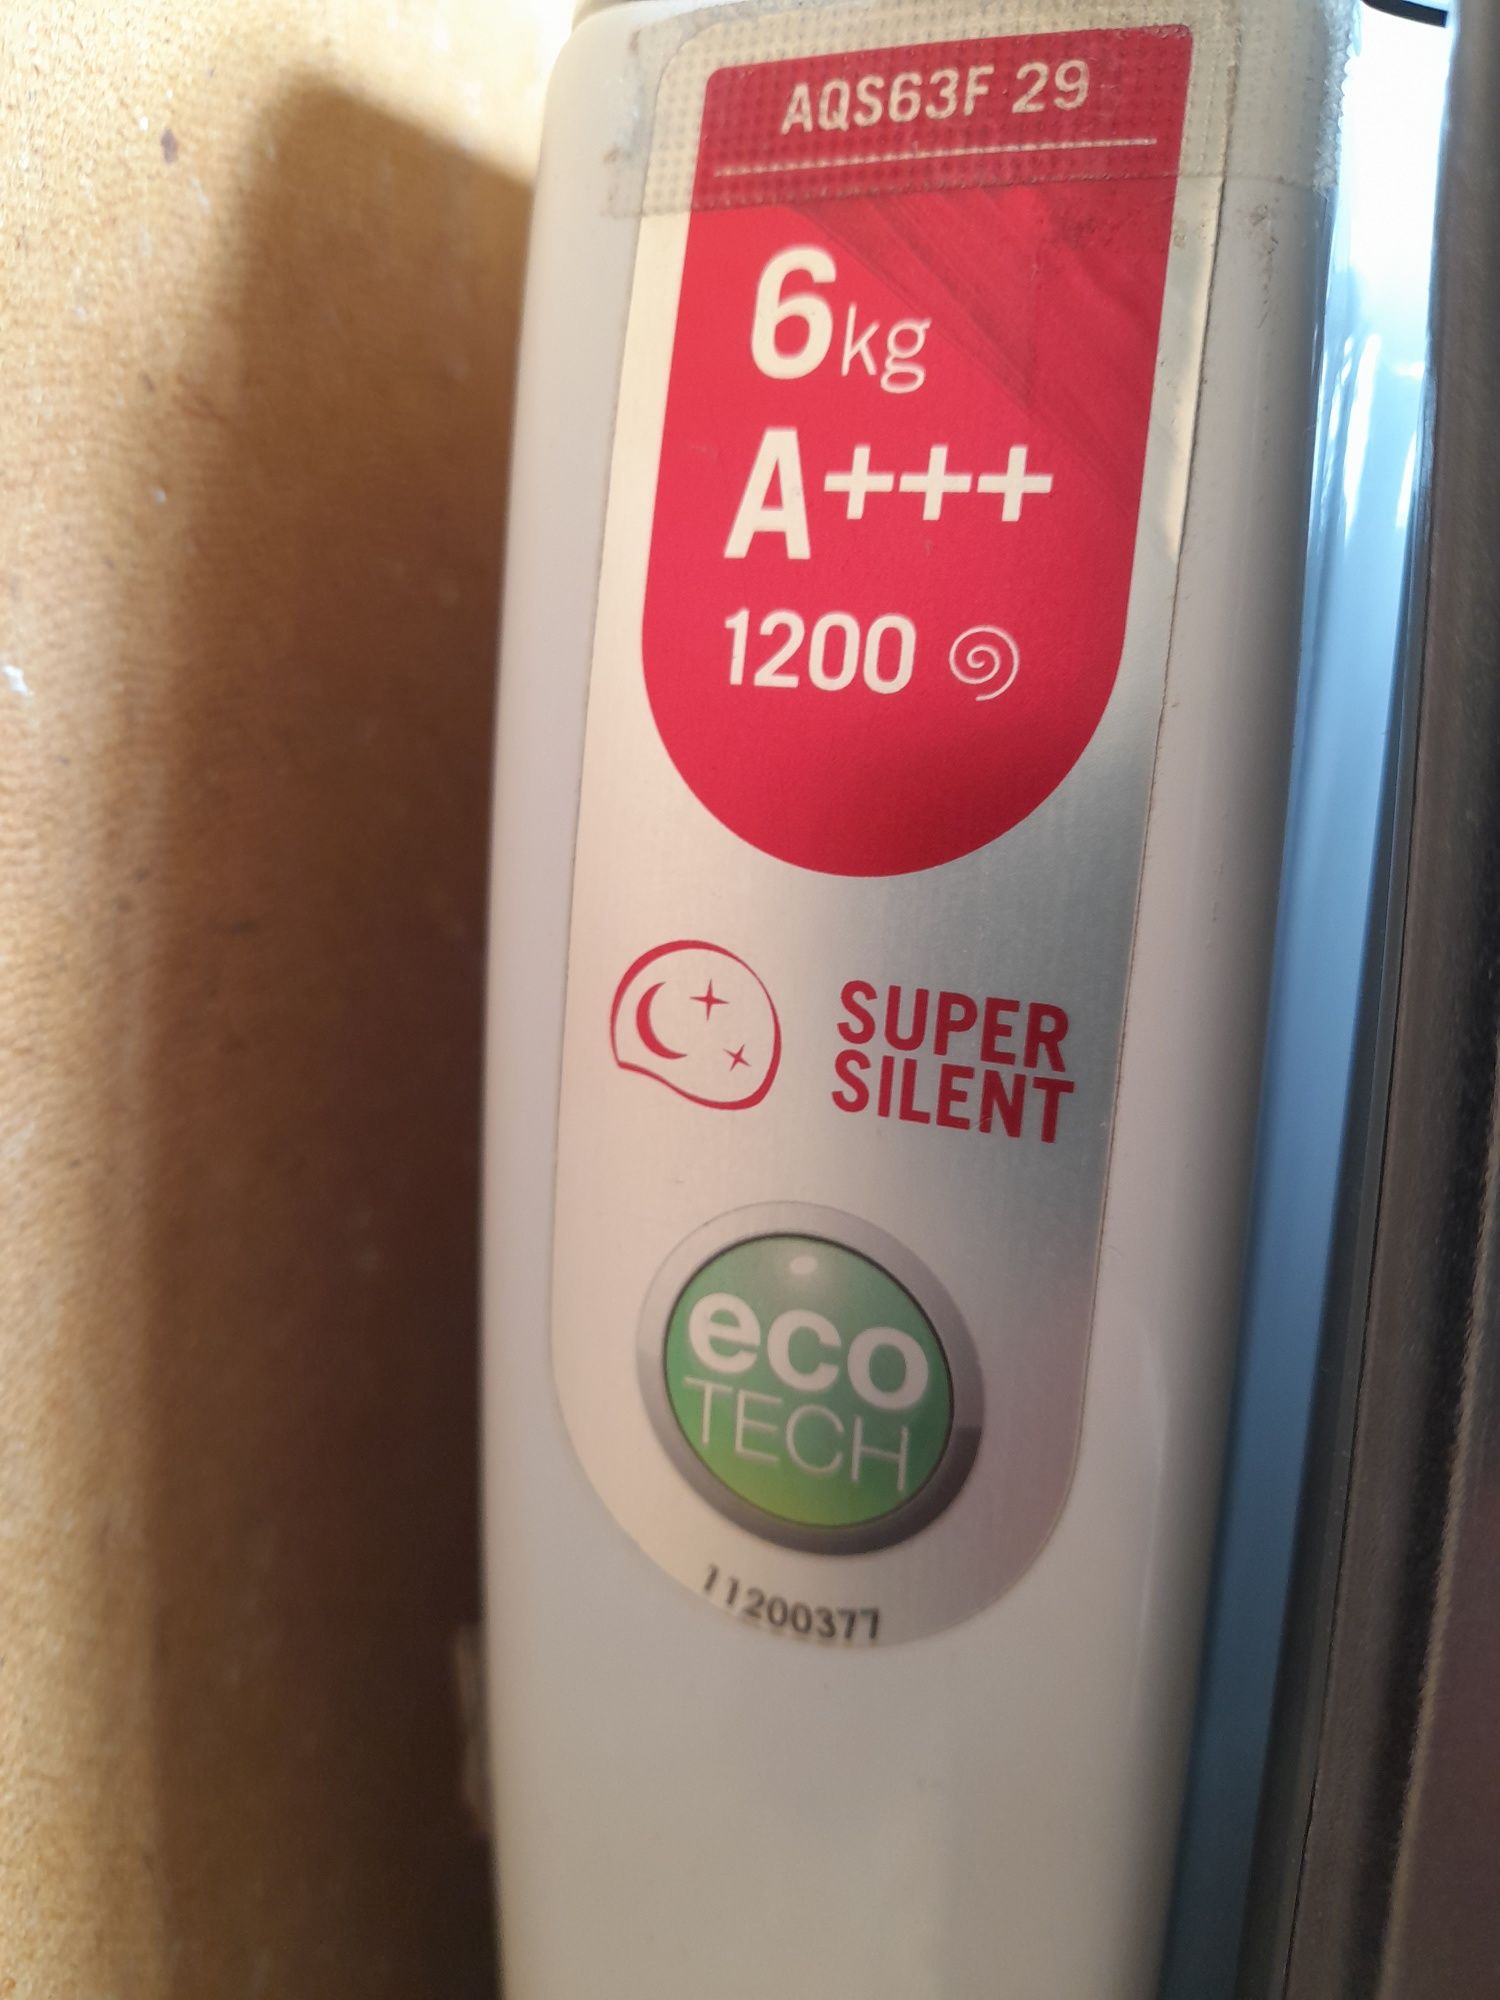 AQS63F 29
6kg
A+++
1200
SUPER
SILENT
eco
TECH
11200377